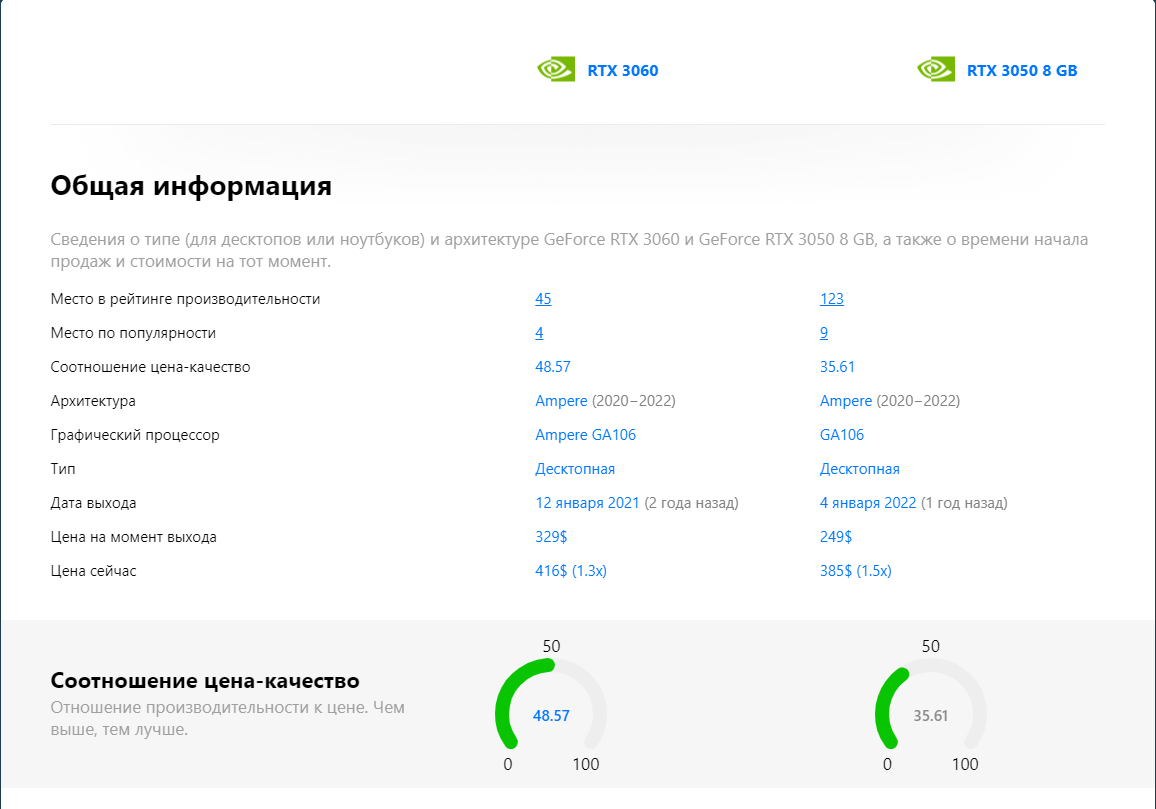 RTX 3060 RTX 3050 8 GB
Общая информация
Сведения о типе (для десктопов или ноутбуков) и архитектуре GeForce RTX 3060 и GeForce RTX 3050 8 GB, а также о времени начала
продаж и стоимости на тот момент.
Место в рейтинге производительности 45 123
Место по популярности 4 9
Соотношение цена-качество 48.57 35.61
Архитектура Ampere (2020−2022) Ampere (2020−2022)
Графический процессор Ampere GA106 GA106
Тип Десктопная Десктопная
Дата выхода 12 января 2021 (2 года назад) 4 января 2022 (1 год назад)
Цена на момент выхода 329$ 249$
Цена сейчас 416$ (1.3x) 385$ (1.5x)
50 50
Соотношение цена-качество
Отношение производительности к цене. Чем
выше, тем лучше.
48.57 35.61
0 100 0 100